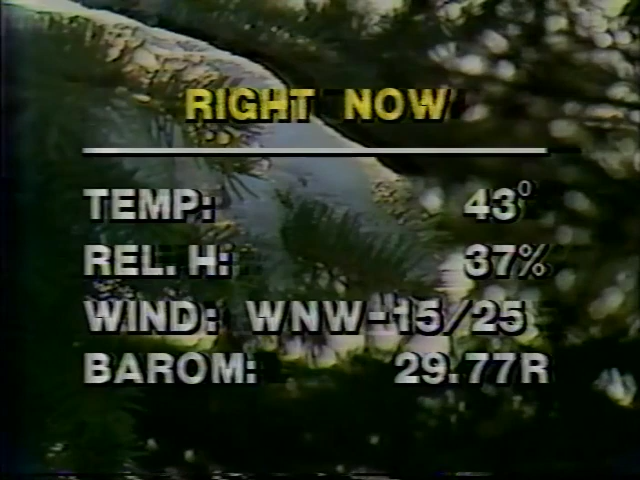 RIGHT NOW
TEMP: 43°
REL. H: 37%
WIND: WNW-15/25
BAROM: 29.77R